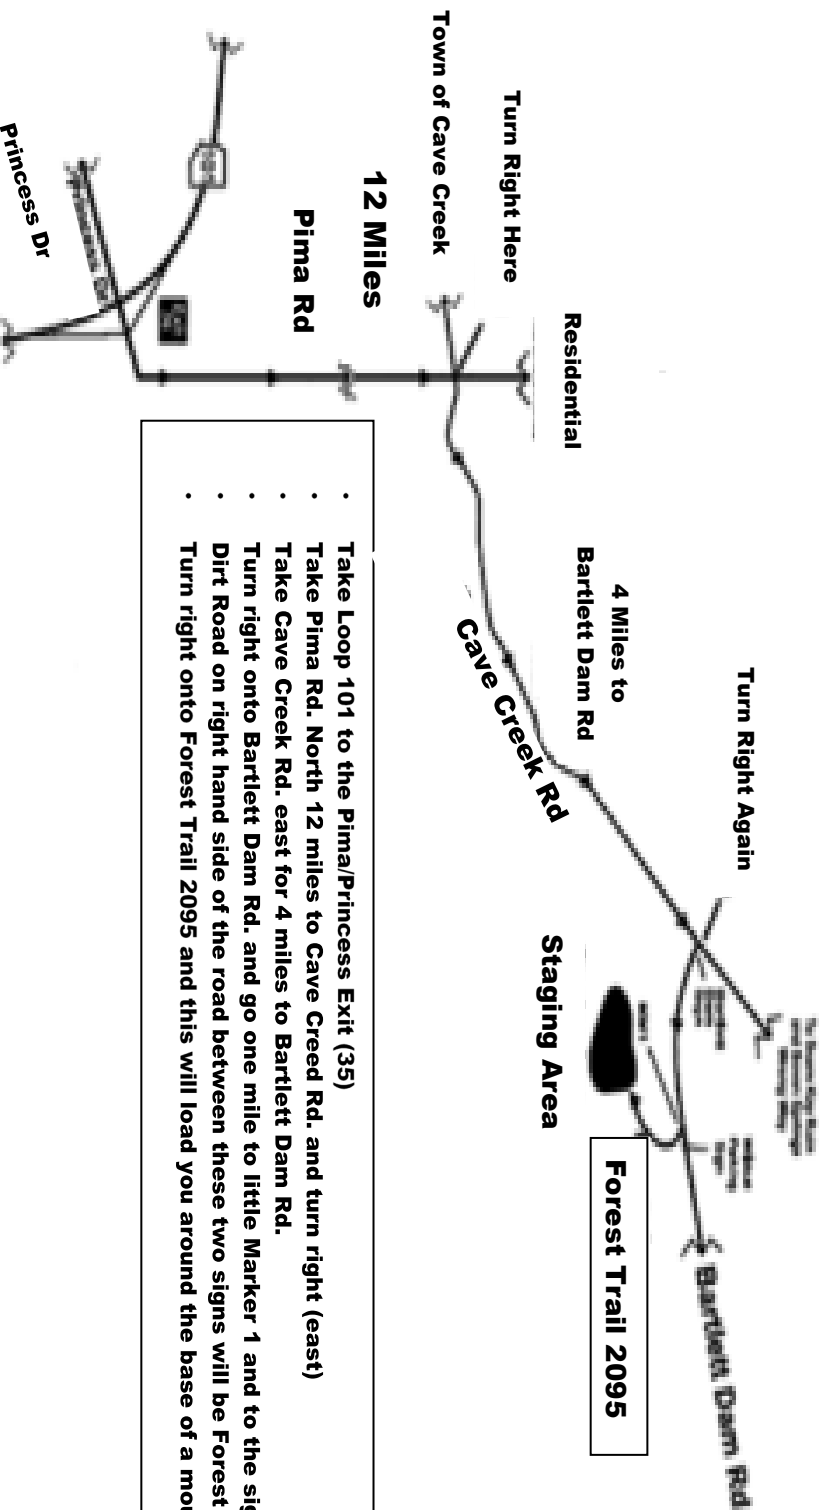 Turn Right Again
4 Miles to
Bartlett Dam Rd
Residential
Turn Right Here
Town of Cave Creek
12 Miles
Pima Rd
Princess Dr
Princess Dr
Cave Creek Rd
Staging Area
Forest Trail 2095
Bartlett Dam Rd
• Take Loop 101 to the Pima/Princess Exit (35)
• Take Pima Rd. North 12 miles to Cave Creed Rd. and turn right (east)
• Take Cave Creek Rd. east for 4 miles to Bartlett Dam Rd.
• Turn right onto Bartlett Dam Rd. and go one mile to little Marker 1 and to the
• Dirt Road on right hand side of the road between these two signs will be Forest
• Turn right onto Forest Trail 2095 and this will load you around the base of a